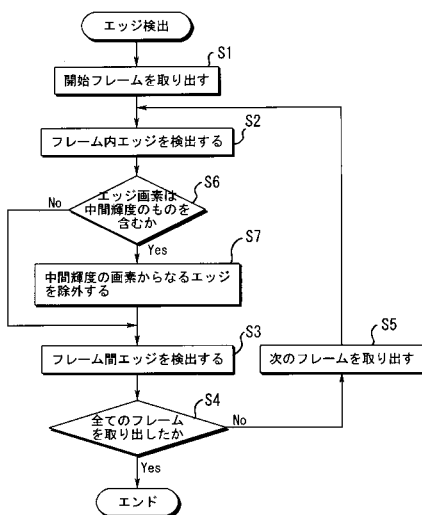 エッジ検出
S1
開始フレームを取り出す
S2
フレーム内エッジを検出する
S6
エッジ画素は
中間輝度のものを
含むか
No
Yes
S7
中間輝度の画素からなるエッジ
を除外する
S3
フレーム間エッジを検出する
S5
次のフレームを取り出す
S4
全てのフレーム
を取り出したか
No
Yes
エンド